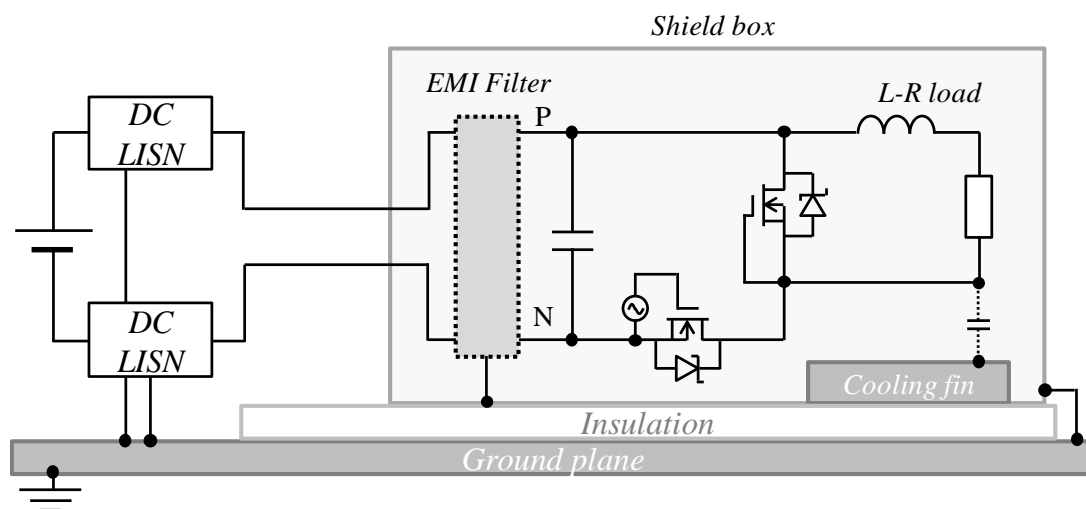 Shield box
EMI Filter
L-R load
DC
LISN
P
N
DC
LISN
Cooling fin
Insulation
Ground plane